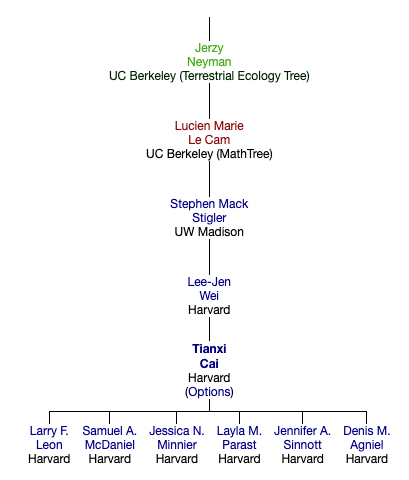 Jerzy
Neyman
UC Berkeley (Terrestrial Ecology Tree)
Lucien Marie
Le Cam
UC Berkeley (MathTree)
Stephen Mack
Stigler
UW Madison
Lee-Jen
Wei
Harvard
Tianxi
Cai
Harvard
(Options)
Larry F.
Leon
Harvard
Samuel A.
McDaniel
Harvard
Jessica N.
Minnier
Harvard
Layla M.
Parast
Harvard
Jennifer A.
Sinnott
Harvard
Denis M.
Agniel
Harvard